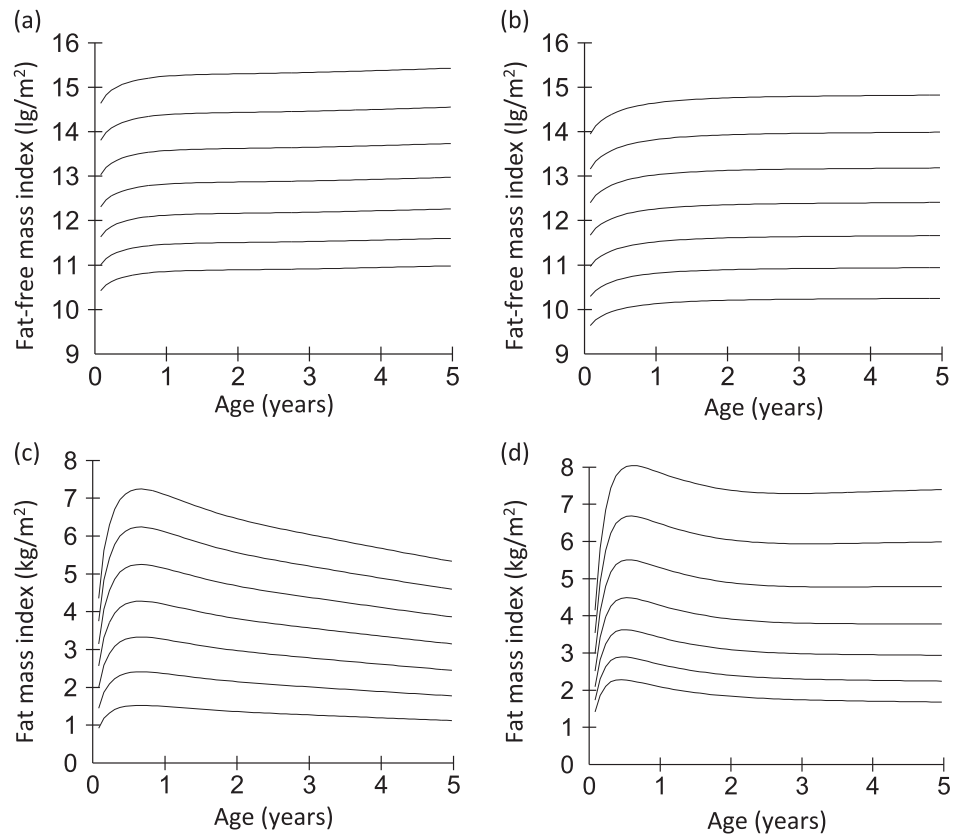 (a)
16
15
14
13
12
11
10
9
Fat-free mass index (lg/m²)
0 1 2 3 4 5
Age (years)
(b)
16
15
14
13
12
11
10
9
Fat-free mass index (lg/m²)
0 1 2 3 4 5
Age (years)
(c)
8
7
6
5
4
3
2
1
0
Fat mass index (kg/m²)
0 1 2 3 4 5
Age (years)
(d)
8
7
6
5
4
3
2
1
0
Fat mass index (kg/m²)
0 1 2 3 4 5
Age (years)